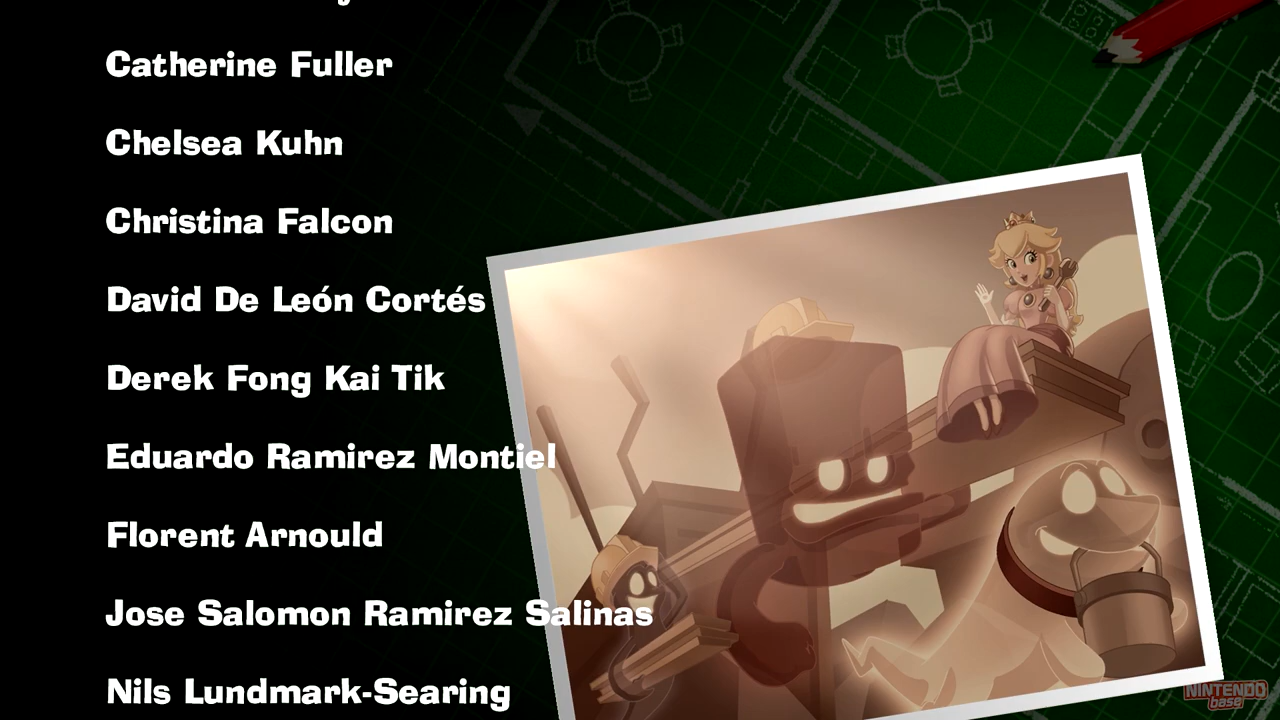 Catherine Fuller
Chelsea Kuhn
Christina Falcon
David De León Cortés
Derek Fong Kai Tik
Eduardo Ramirez Montiel
Florent Arnould
Jose Salomon Ramirez Salinas
Nils Lundmark-Searing
NINTENDO
base